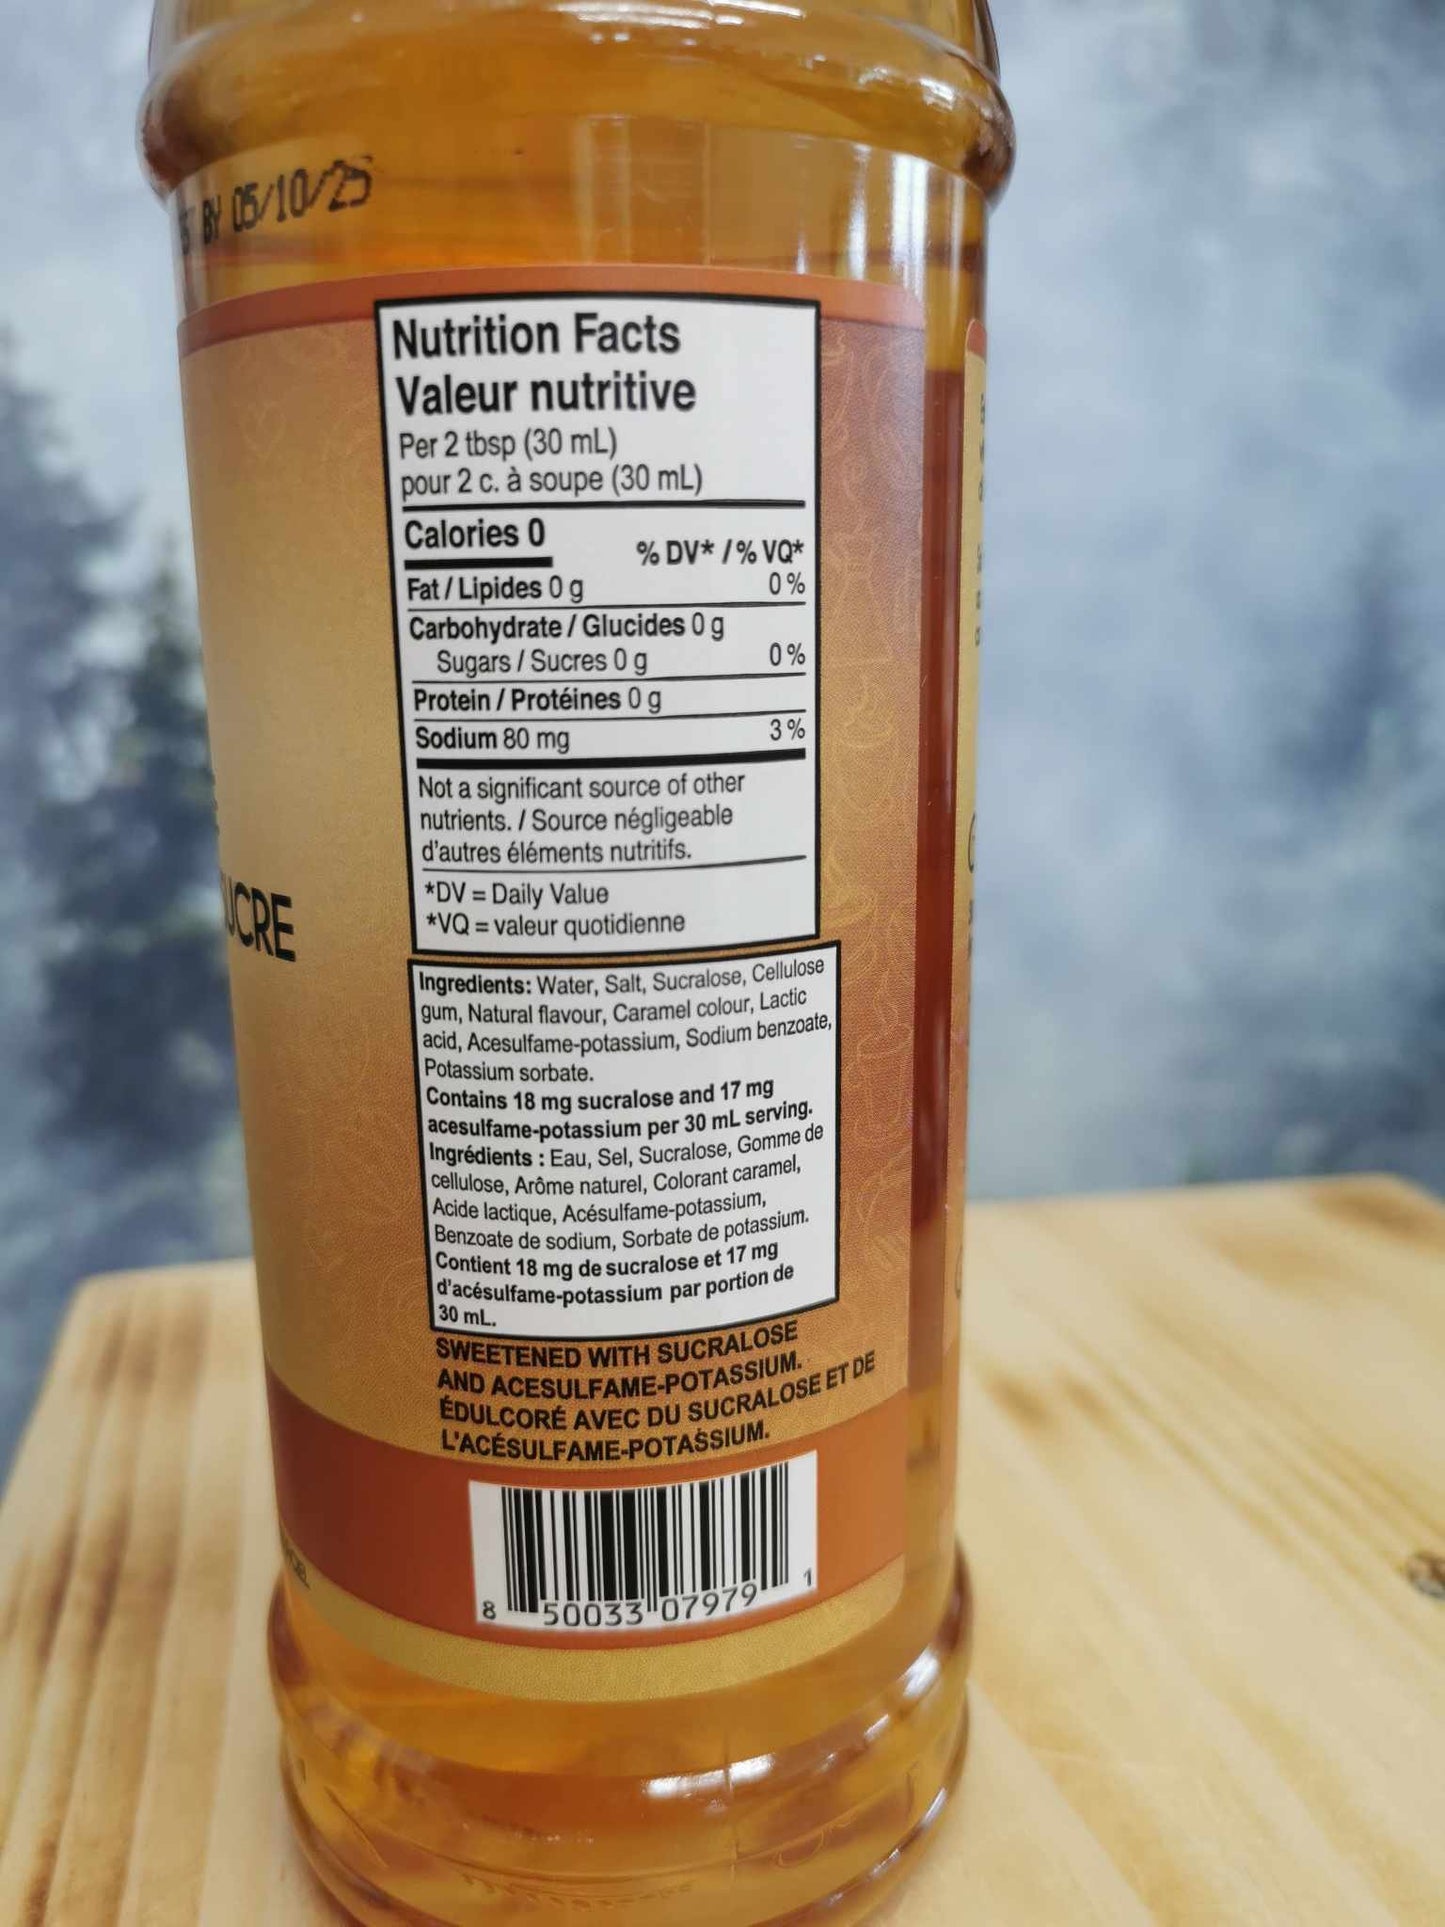 BY 05/10/25
Nutrition Facts
Valeur nutritive
Per 2 tbsp (30 mL)
pour 2 c. à soupe (30 mL)
Calories 0
% DV* / % VQ*
Fat / Lipides 0 g 0 %
Carbohydrate / Glucides 0 g
Sugars / Sucres 0 g 0 %
Protein / Protéines 0 g
Sodium 80 mg 3 %
Not a significant source of other
nutrients. / Source négligeable
d'autres éléments nutritifs.
*DV = Daily Value
*VQ = valeur quotidienne
UCRE
Ingredients: Water, Salt, Sucralose, Cellulose
gum, Natural flavour, Caramel colour, Lactic
acid, Acesulfame-potassium, Sodium benzoate,
Potassium sorbate.
Contains 18 mg sucralose and 17 mg
acesulfame-potassium per 30 mL serving.
Ingrédients : Eau, Sel, Sucralose, Gomme de
cellulose, Arôme naturel, Colorant caramel,
Acide lactique, Acésulfame-potassium,
Benzoate de sodium, Sorbate de potassium.
Contient 18 mg de sucralose et 17 mg
d'acésulfame-potassium par portion de
30 mL.
SWEETENED WITH SUCRALOSE
AND ACESULFAME-POTASSIUM.
ÉDULCORÉ AVEC DU SUCRALOSE ET DE
L'ACÉSULFAME-POTASSIUM.
8 50033 07979 1